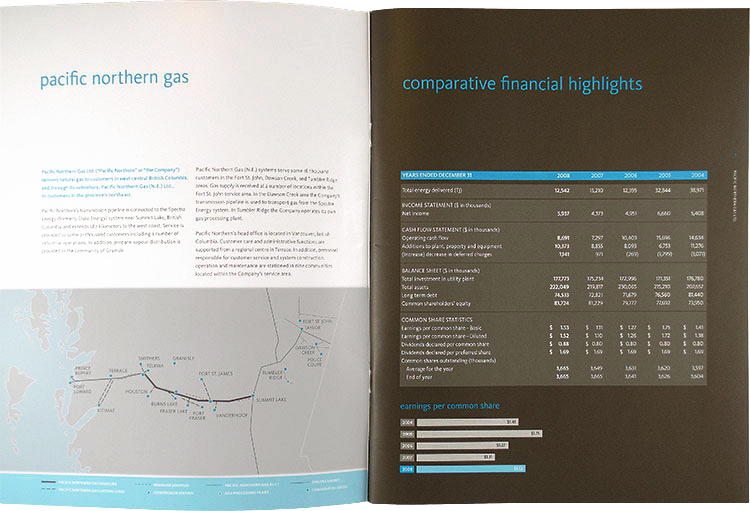 pacific northern gas
Pacific Northern Gas Ltd. ("Pacific Northern" or "the Company")
delivers natural gas to customers in west-central British Columbia,
and through its subsidiary, Pacific Northern Gas (N.E.) Ltd.,
to customers in the province's northeast.
Pacific Northern's transmission pipeline is connected to the Spectra
Energy (formerly Duke Energy) system near Summit Lake, British
Columbia and extends kilometers to the west coast. Service is
provided to some thousand customers including a number of
industrial operations. In addition, propane vapour distribution is
provided in the community of Granisle.
Pacific Northern Gas (N.E.) systems serve some thousand
customers in the Fort St. John, Dawson Creek, and Tumbler Ridge
areas. Gas supply is received at a number of locations within the
Fort St. John service area. In the Dawson Creek area the Company's
transmission pipeline is used to transport gas from the Spectra
Energy system. In Tumbler Ridge the Company operates its own
gas processing plant.
Pacific Northern's head office is located in Vancouver, British
Columbia. Customer care and administrative functions are
supported from a regional centre in Terrace. In addition, personnel
responsible for customer service and system construction,
operation and maintenance are stationed in nine communities
located within the Company's service area.
FORT ST. JOHN
TAYLOR
DAWSON
CREEK
POUCE
COUPE
TUMBLER
RIDGE
SMITHERS
TELKWA
GRANISLE
FORT ST. JAMES
PRINCE
RUPERT
TERRACE
PORT
EDWARD
KITIMAT
HOUSTON
BURNS LAKE
FRASER LAKE
FORT
FRASER
VANDERHOOF
SUMMIT LAKE
comparative financial highlights
YEARS ENDED DECEMBER 31 2008 2007 2006 2005 2004
Total energy delivered (TJ) 12,542 32,844 38,971
INCOME STATEMENT ($ in thousands)
Net income 5,957 4,373 4,951 6,660 5,408
CASH FLOW STATEMENT ($ in thousands)
Operating cash flow 8,691 7,297 10,603 14,634
Additions to plant, property and equipment 10,373 8,855 8,093 6,753 11,276
(Increase) decrease in deferred charges 1,141 971 (269) (3,799) (1,071)
BALANCE SHEET ($ in thousands)
Total investment in utility plant 177,773 175,734 172,996 171,351 176,780
Total assets 222,049 219,817 230,065 215,230
Long term debt 74,533 72,821 71,879 76,560 81,440
Common shareholders' equity 83,724 81,229 79,777 77,692 73,950
COMMON SHARE STATISTICS
Earnings per common share – Basic $ 1.53 $ 1.11 $ 1.27 $ 1.75 $ 1.41
Earnings per common share – Diluted $ 1.52 $ 1.10 $ 1.26 $ 1.72 $ 1.38
Dividends declared per common share $ 0.88 $ 0.80 $ 0.80 $ 0.80 $ 0.80
Dividends declared per preferred share $ 1.69 $ 1.69 $ 1.69 $ 1.69 $ 1.69
Common shares outstanding (thousands)
Average for the year 3,665 3,649 3,631 3,620 3,597
End of year 3,665 3,665 3,641 3,626 3,604
earnings per common share
2004 $1.41
2005 $1.75
2006 $1.27
2007 $1.11
2008 $1.53